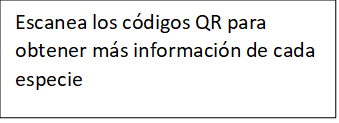 Escanea los códigos QR para
obtener más información de cada
especie